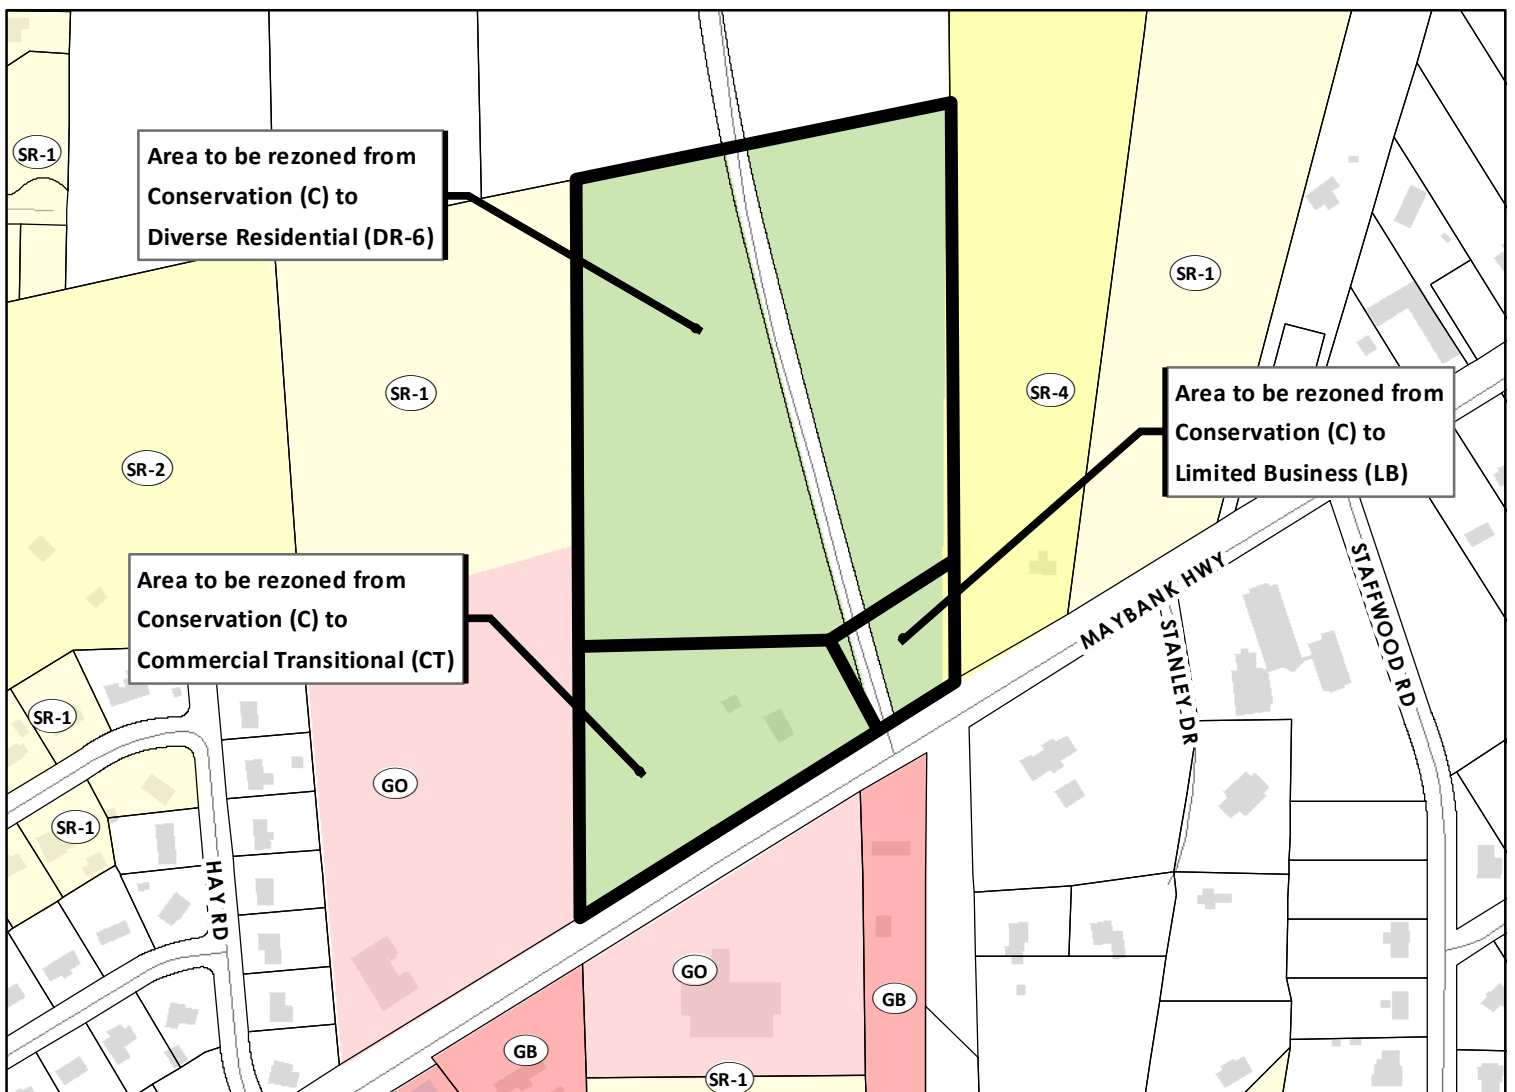 SR-1
Area to be rezoned from
Conservation (C) to
Diverse Residential (DR-6)
SR-1
SR-1
SR-4
Area to be rezoned from
Conservation (C) to
Limited Business (LB)
SR-2
Area to be rezoned from
Conservation (C) to
Commercial Transitional (CT)
MAYBANK HWY
STANLEY DR
STAFFWOOD RD
SR-1
GO
SR-1
HAY RD
GO
GB
GB
SR-1